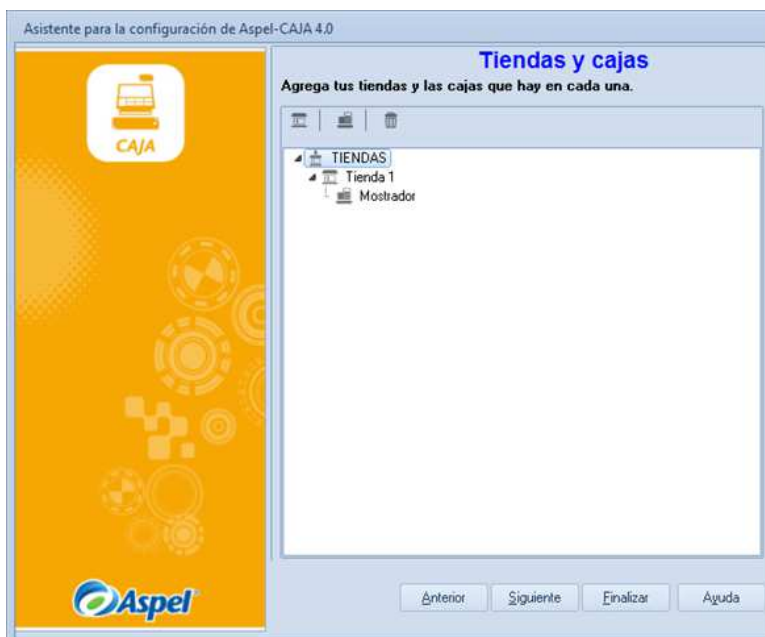 Asistente para la configuración de Aspel-CAJA 4.0
CAJA
Tiendas y cajas
Agrega tus tiendas y las cajas que hay en cada una.
TIENDAS
Tienda 1
Mostrador
Aspel
Anterior Siguiente Finalizar Ayuda